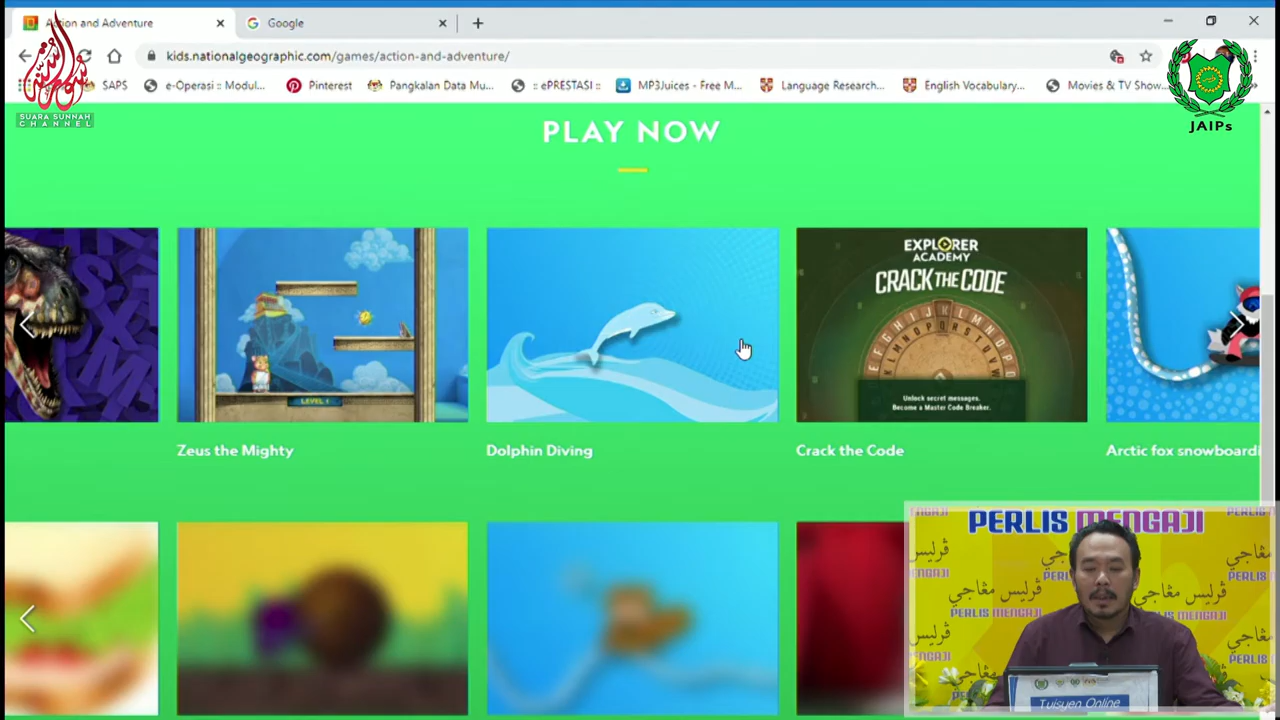 Action and Adventure
Google
kids.nationalgeographic.com/games/action-and-adventure/
SAPS
e-Operasi :: Modul...
Pinterest
Pangkalan Data Mu...
:: ePRESTASI ::
MP3Juices - Free M...
Language Research...
English Vocabulary...
Movies & TV Show...
SUARA SUNNAH
CHANNEL
JAIPs
PLAY NOW
LEVEL 1
EXPLORER
ACADEMY
CRACK THE CODE
Unlock secret messages.
Become a Master Code Breaker.
Zeus the Mighty
Dolphin Diving
Crack the Code
Arctic fox snowboardi
PERLIS MENGAJI
ڤرليس مڠاجي
PERLIS MENGAJI
Tuisyen Online